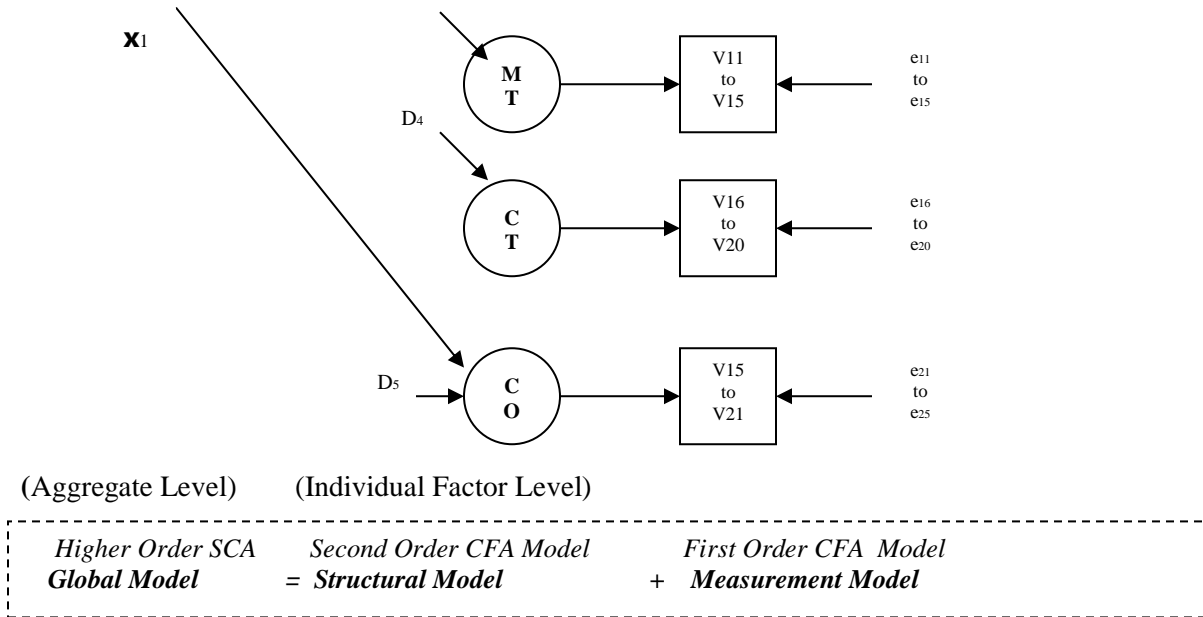 x1
M
T
V11
to
V15
e11
to
e15
D4
C
T
V16
to
V20
e16
to
e20
D5
C
O
V15
to
V21
e21
to
e25
(Aggregate Level) (Individual Factor Level)
Higher Order SCA Second Order CFA Model First Order CFA Model
Global Model = Structural Model + Measurement Model